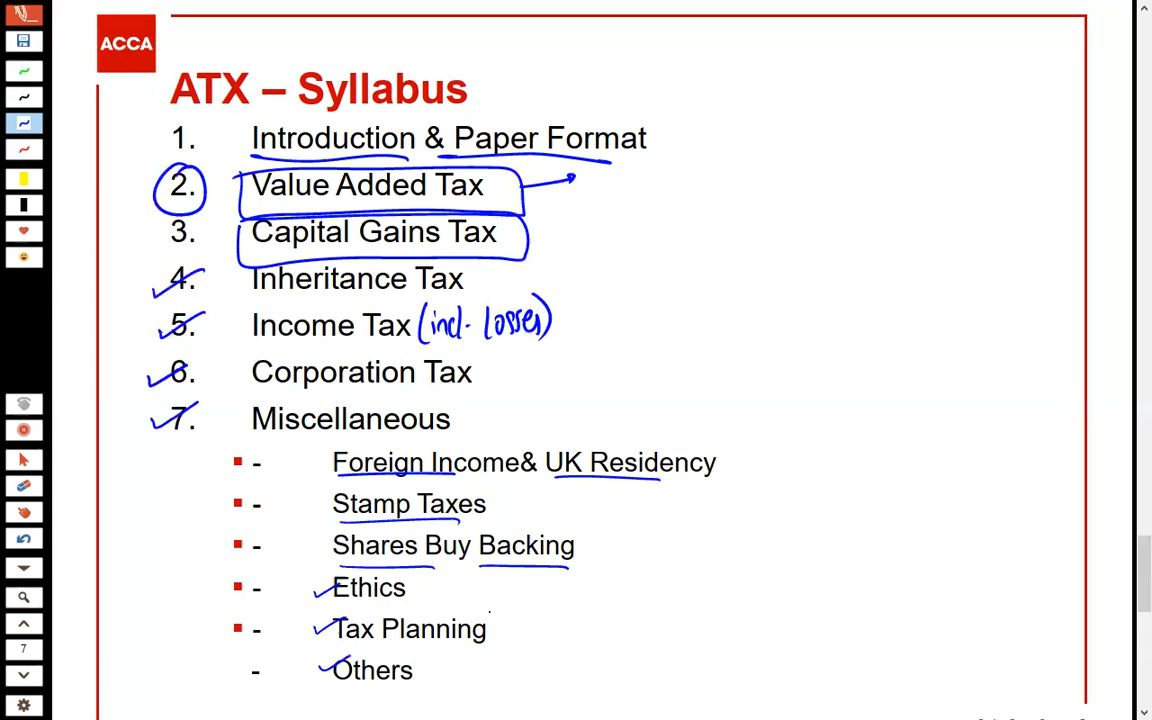 ACCA
ATX – Syllabus
1. Introduction & Paper Format
2. Value Added Tax
3. Capital Gains Tax
4. Inheritance Tax
5. Income Tax (incl. losses)
6. Corporation Tax
7. Miscellaneous
- Foreign Income& UK Residency
- Stamp Taxes
- Shares Buy Backing
- Ethics
- Tax Planning
- Others
7